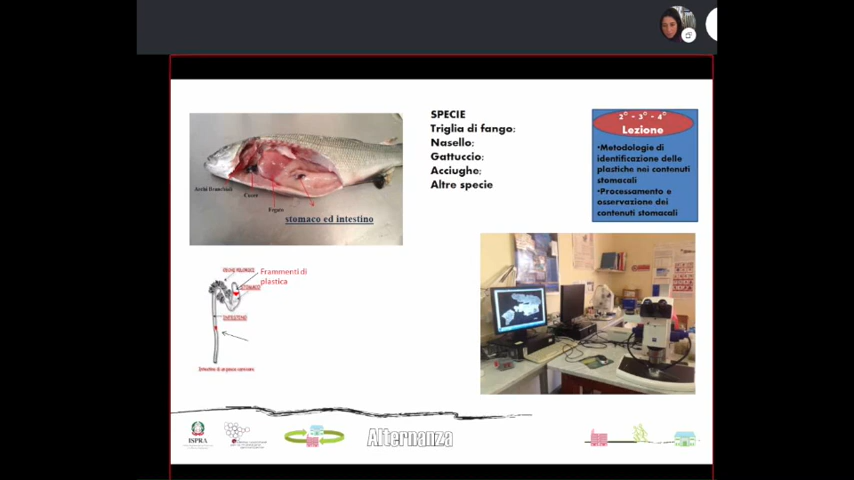 SPECIE
Triglia di fango:
Nasello:
Gattuccio:
Acciughe:
Altre specie
2° - 3° - 4°
Lezione
•Metodologie di
identificazione delle
plastiche nei contenuti
stomacali
•Processamento e
osservazione dei
contenuti stomacali
Archi Branchiali
Cuore
Fegato
stomaco ed intestino
Frammenti di
plastica
ISPRA
Alternanza